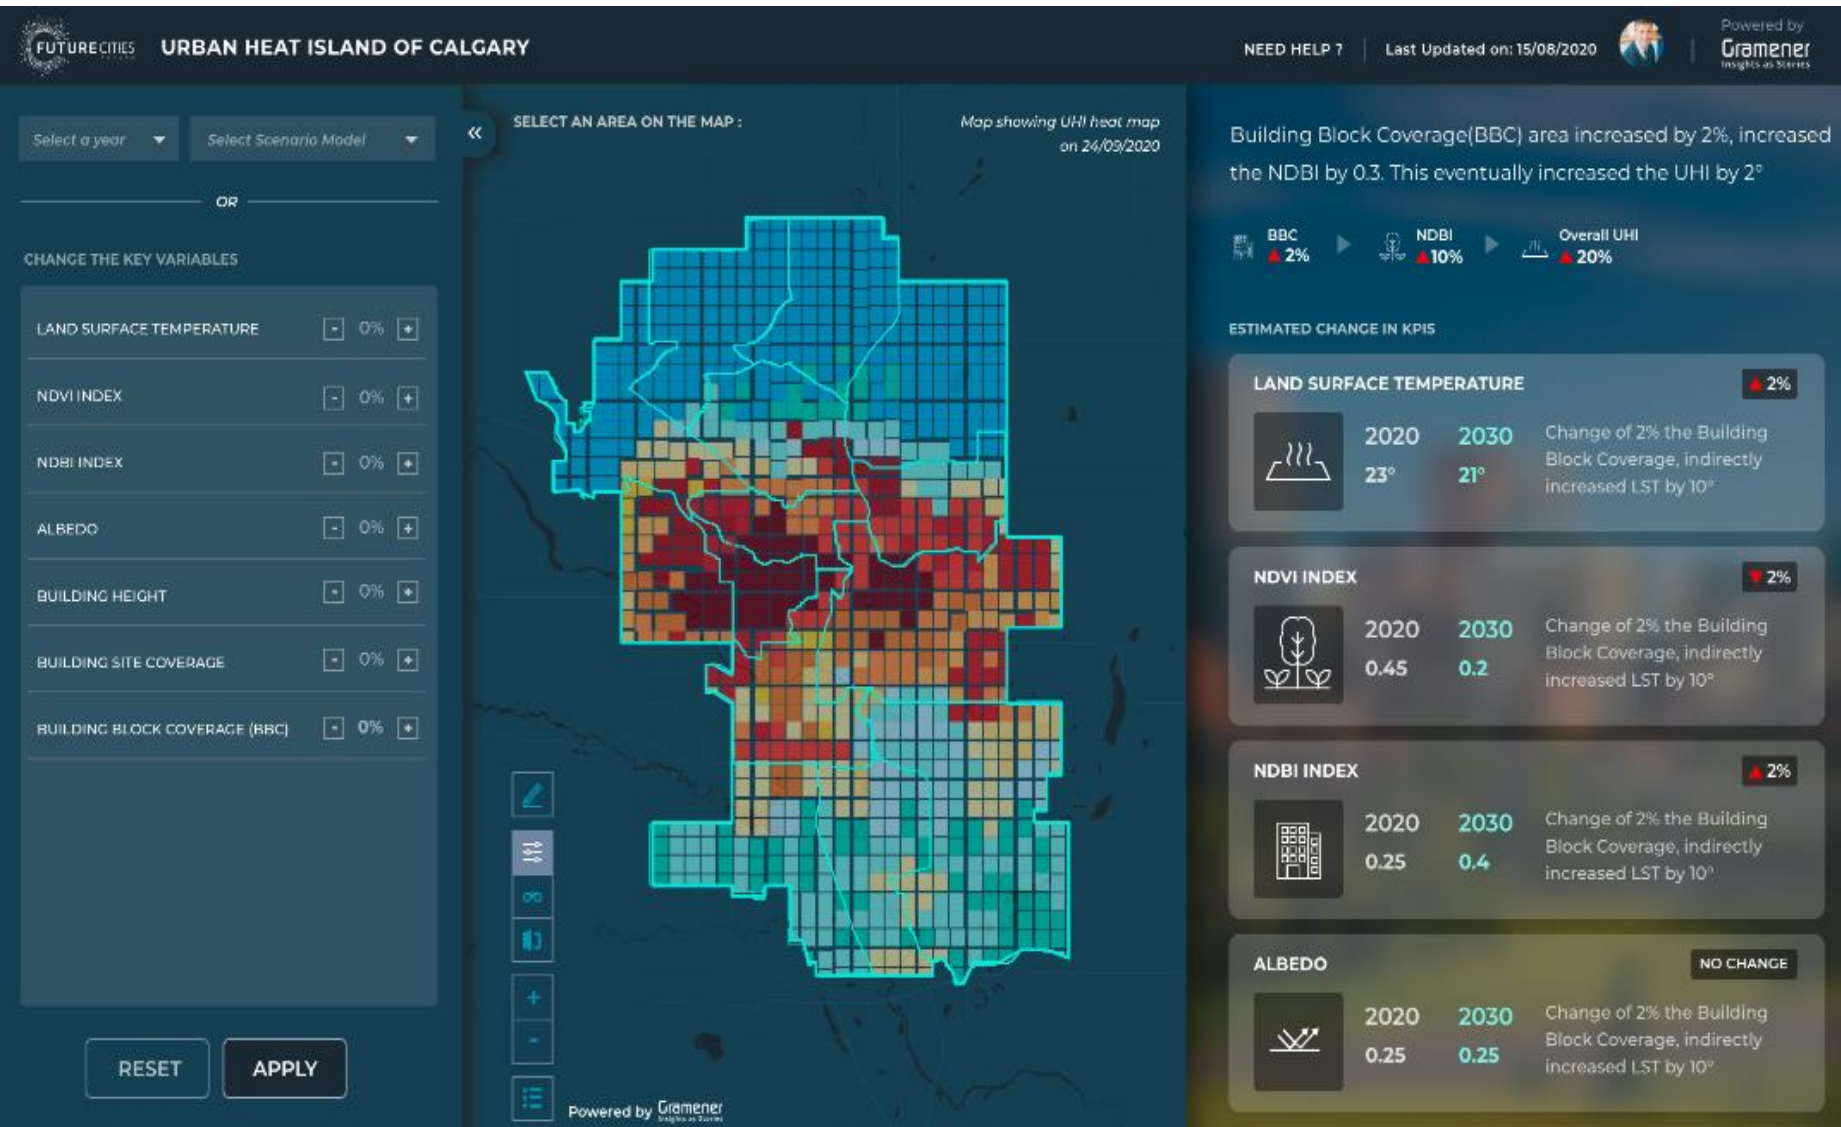 FUTURECITIES
URBAN HEAT ISLAND OF CALGARY
NEED HELP ?
Last Updated on: 15/08/2020
Powered by
Gramener
Insights as Stories
Select a year
Select Scenario Model
OR
CHANGE THE KEY VARIABLES
LAND SURFACE TEMPERATURE - 0% +
NDVI INDEX - 0% +
NDBI INDEX - 0% +
ALBEDO - 0% +
BUILDING HEIGHT - 0% +
BUILDING SITE COVERAGE - 0% +
BUILDING BLOCK COVERAGE (BBC) - 0% +
RESET
APPLY
«
SELECT AN AREA ON THE MAP :
Map showing UHI heat map
on 24/09/2020
+
-
Powered by Gramener
Insights as Stories
Building Block Coverage(BBC) area increased by 2%, increased
the NDBI by 0.3. This eventually increased the UHI by 2°
BBC
2%
NDBI
10%
Overall UHI
20%
ESTIMATED CHANGE IN KPIS
LAND SURFACE TEMPERATURE
2%
2020
23°
2030
21°
Change of 2% the Building
Block Coverage, indirectly
increased LST by 10°
NDVI INDEX
2%
2020
0.45
2030
0.2
Change of 2% the Building
Block Coverage, indirectly
increased LST by 10°
NDBI INDEX
2%
2020
0.25
2030
0.4
Change of 2% the Building
Block Coverage, indirectly
increased LST by 10°
ALBEDO
NO CHANGE
2020
0.25
2030
0.25
Change of 2% the Building
Block Coverage, indirectly
increased LST by 10°